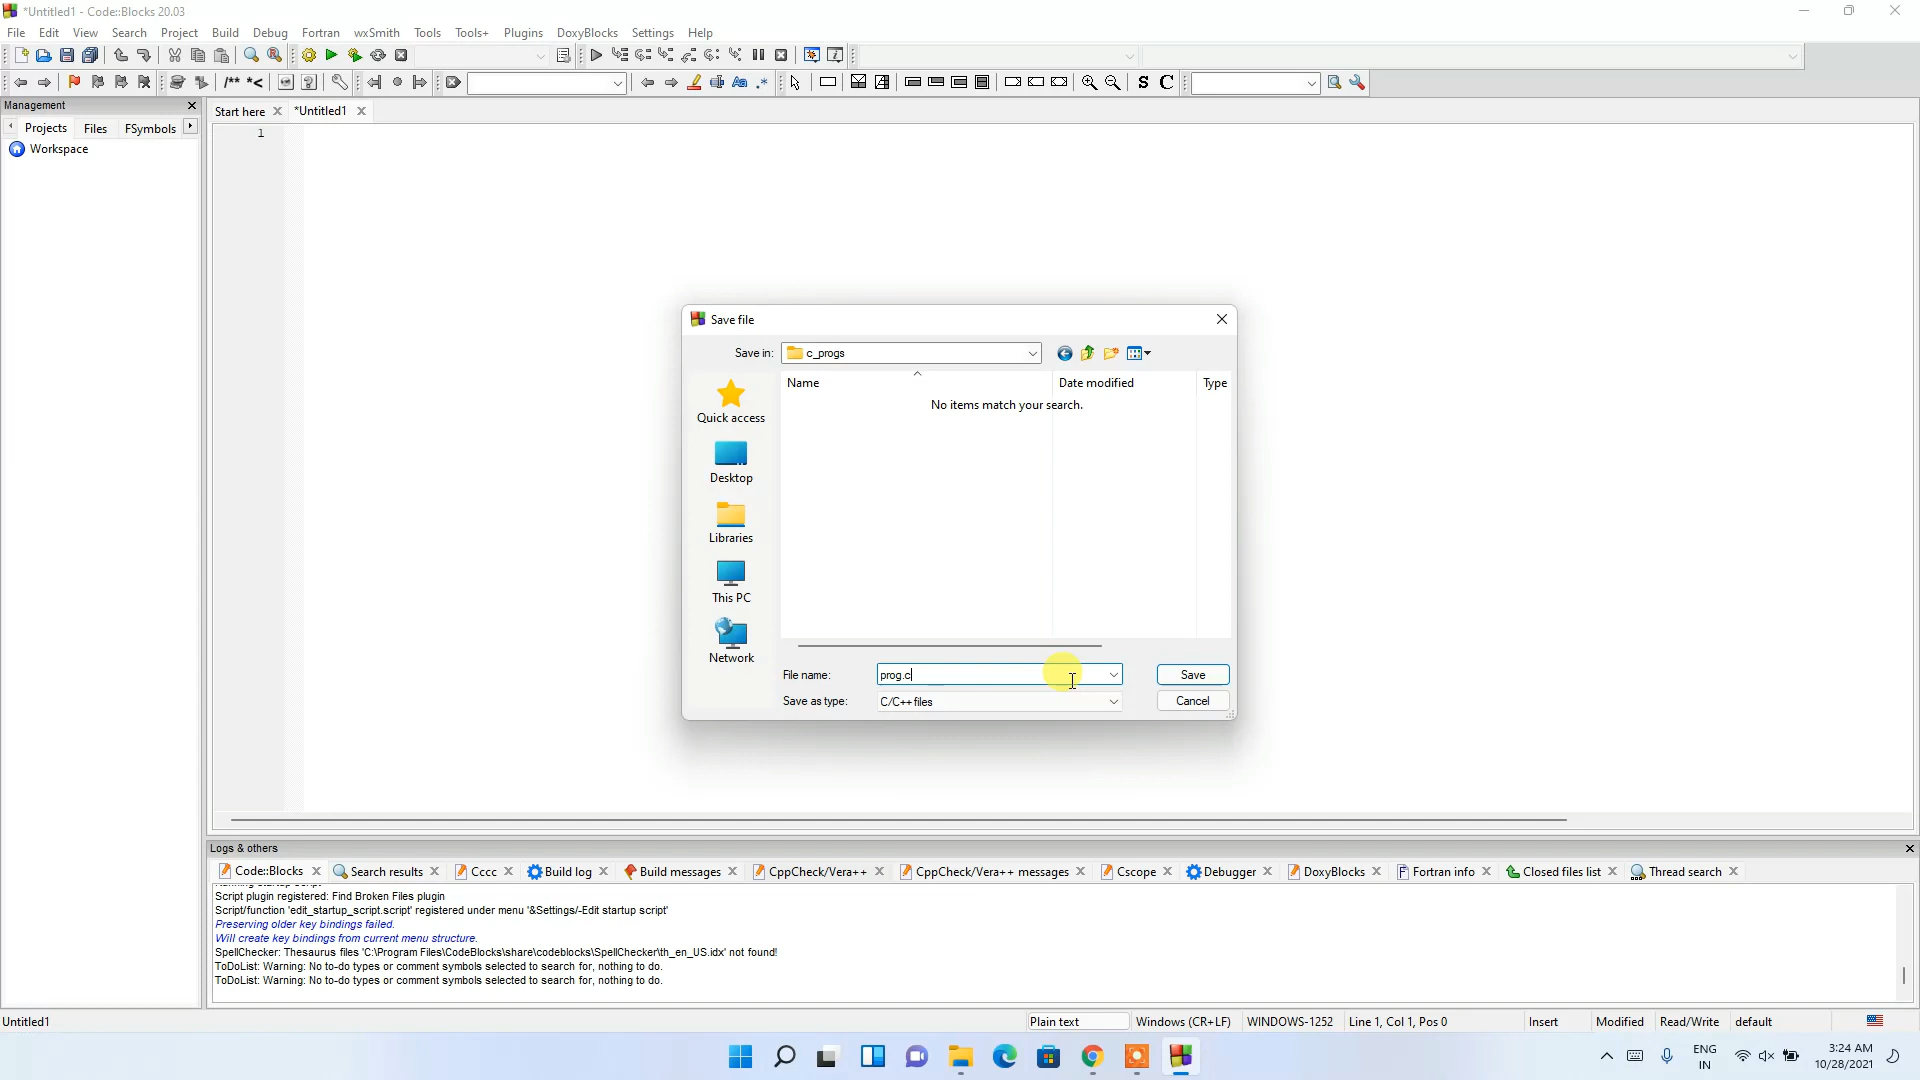 *Untitled1 - Code::Blocks 20.03
File Edit View Search Project Build Debug Fortran wxSmith Tools Tools+ Plugins DoxyBlocks Settings Help
/** *<
Aa .*
S C
Management
Start here *Untitled1
Projects Files FSymbols
1
Workspace
Save file
Save in: c_progs
Name Date modified Type
No items match your search.
Quick access
Desktop
Libraries
This PC
Network
File name: prog.c Save
Save as type: C/C++ files Cancel
Logs & others
Code::Blocks Search results Cccc Build log Build messages CppCheck/Vera++ CppCheck/Vera++ messages Cscope Debugger DoxyBlocks Fortran info Closed files list Thread search
Running startup script
Script plugin registered: Find Broken Files plugin
Script/function 'edit_startup_script.script' registered under menu '&Settings/-Edit startup script'
Preserving older key bindings failed.
Will create key bindings from current menu structure.
SpellChecker: Thesaurus files 'C:\Program Files\CodeBlocks\share\codeblocks\SpellChecker\th_en_US.idx' not found!
ToDoList: Warning: No to-do types or comment symbols selected to search for, nothing to do.
ToDoList: Warning: No to-do types or comment symbols selected to search for, nothing to do.
Untitled1 Plain text Windows (CR+LF) WINDOWS-1252 Line 1, Col 1, Pos 0 Insert Modified Read/Write default
ENG
IN
3:24 AM
10/28/2021